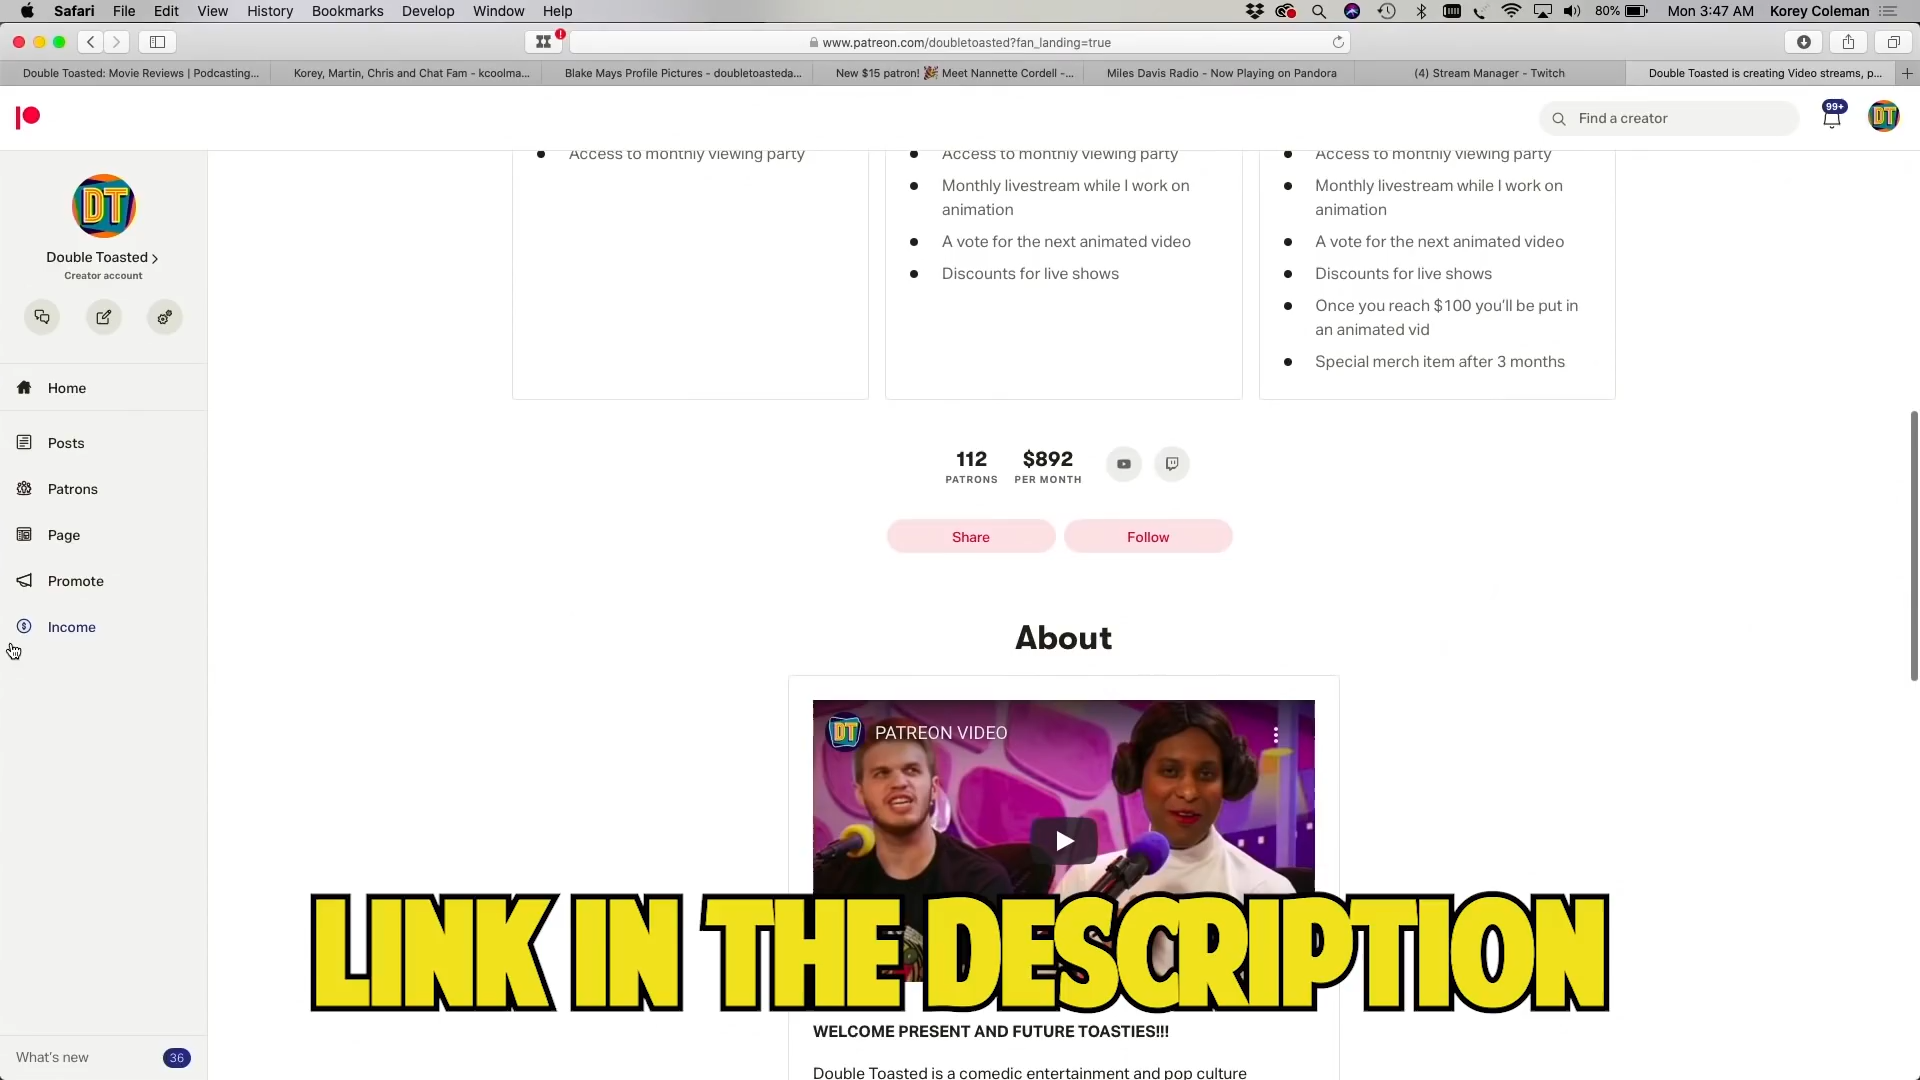 Safari File Edit View History Bookmarks Develop Window Help 80% Mon 3:47 AM Korey Coleman
www.patreon.com/doubletoasted?fan_landing=true
Double Toasted: Movie Reviews | Podcasting...
Korey, Martin, Chris and Chat Fam - kcoolma...
Blake Mays Profile Pictures - doubletoasteda...
New $15 patron! 🎉 Meet Nannette Cordell -...
Miles Davis Radio - Now Playing on Pandora
(4) Stream Manager - Twitch
Double Toasted is creating Video streams, p...
Find a creator
99+
DT
DT
Double Toasted
Creator account
Home
Posts
Patrons
Page
Promote
Income
What's new 36
Access to monthly viewing party
Access to monthly viewing party
Monthly livestream while I work on
animation
A vote for the next animated video
Discounts for live shows
Access to monthly viewing party
Monthly livestream while I work on
animation
A vote for the next animated video
Discounts for live shows
Once you reach $100 you'll be put in
an animated vid
Special merch item after 3 months
112 $892
PATRONS PER MONTH
Share Follow
About
DT PATREON VIDEO
LINK IN THE DESCRIPTION
WELCOME PRESENT AND FUTURE TOASTIES!!!
Double Toasted is a comedic entertainment and pop culture